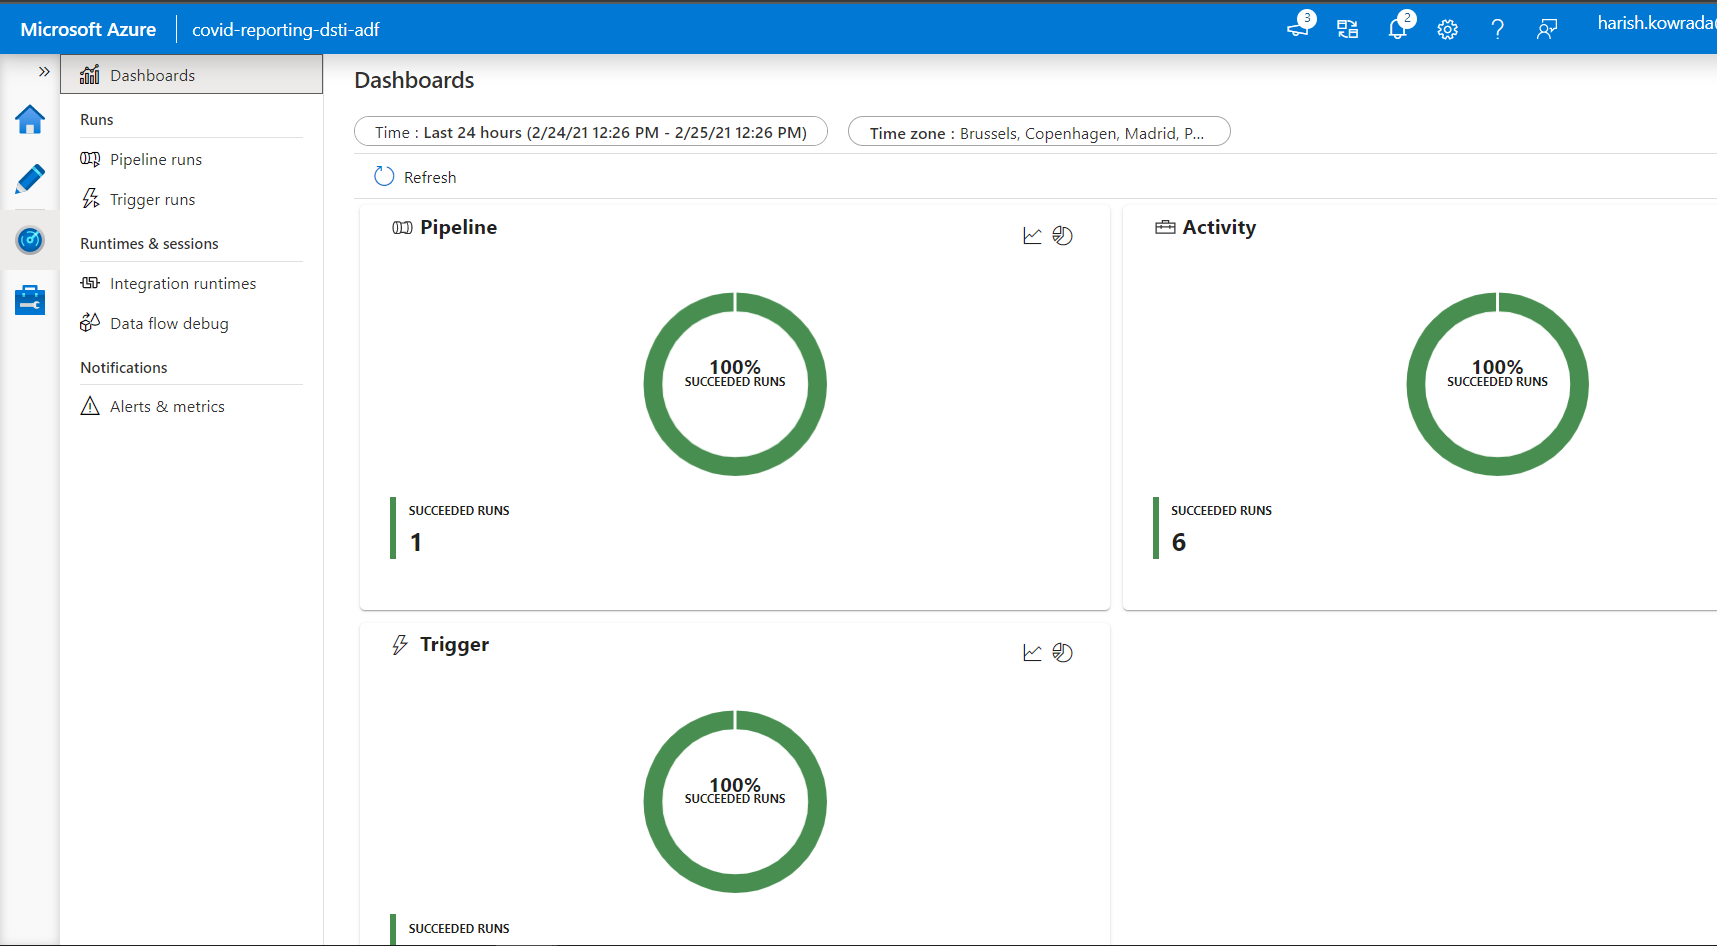 Microsoft Azure
covid-reporting-dsti-adf
3
2
harish.kowrada
Dashboards
Runs
Pipeline runs
Trigger runs
Runtimes & sessions
Integration runtimes
Data flow debug
Notifications
Alerts & metrics
Dashboards
Time : Last 24 hours (2/24/21 12:26 PM - 2/25/21 12:26 PM)
Time zone : Brussels, Copenhagen, Madrid, P...
Refresh
Pipeline
100%
SUCCEEDED RUNS
SUCCEEDED RUNS
1
Activity
100%
SUCCEEDED RUNS
SUCCEEDED RUNS
6
Trigger
100%
SUCCEEDED RUNS
SUCCEEDED RUNS